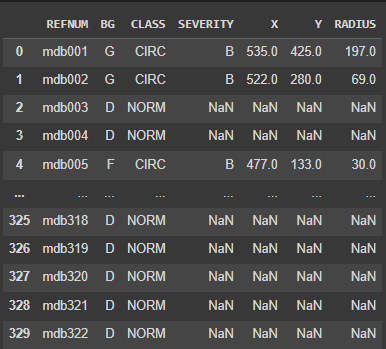 REFNUM BG CLASS SEVERITY X Y RADIUS
0 mdb001 G CIRC B 535.0 425.0 197.0
1 mdb002 G CIRC B 522.0 280.0 69.0
2 mdb003 D NORM NaN NaN NaN NaN
3 mdb004 D NORM NaN NaN NaN NaN
4 mdb005 F CIRC B 477.0 133.0 30.0
... ... ... ... ... ... ... ...
325 mdb318 D NORM NaN NaN NaN NaN
326 mdb319 D NORM NaN NaN NaN NaN
327 mdb320 D NORM NaN NaN NaN NaN
328 mdb321 D NORM NaN NaN NaN NaN
329 mdb322 D NORM NaN NaN NaN NaN